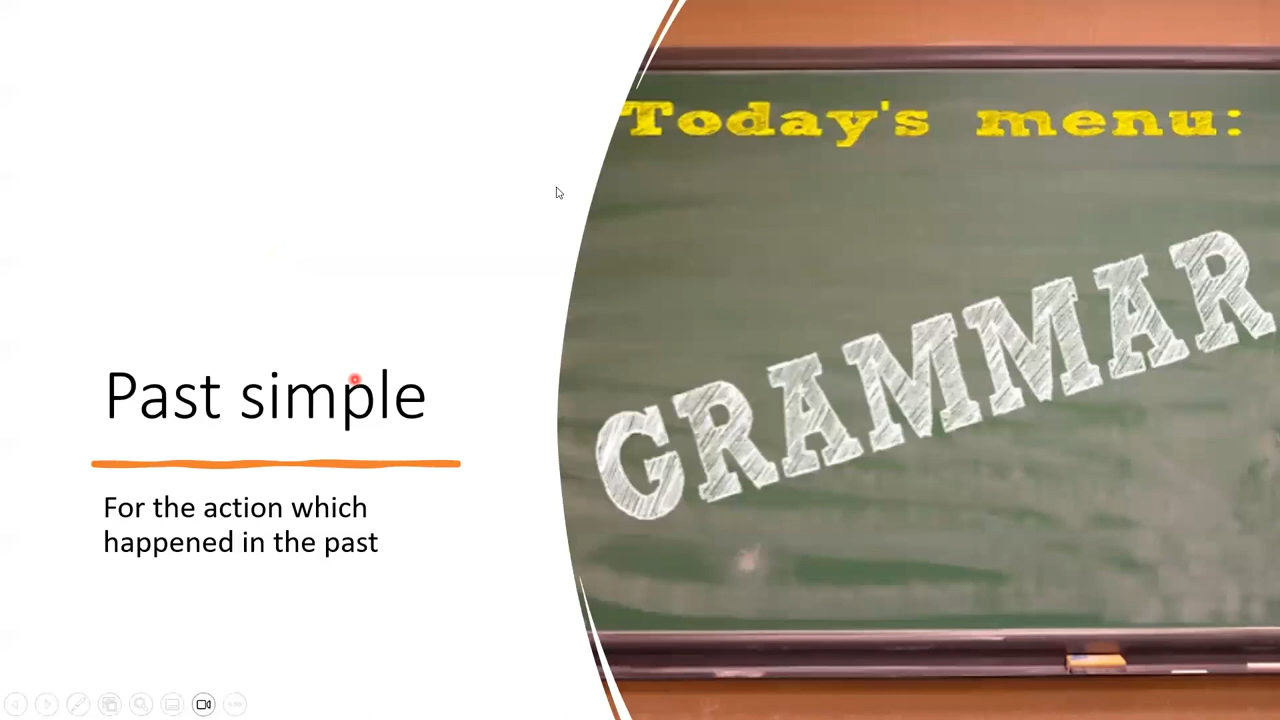 Past simple
For the action which
happened in the past
Today's menu:
GRAMMAR